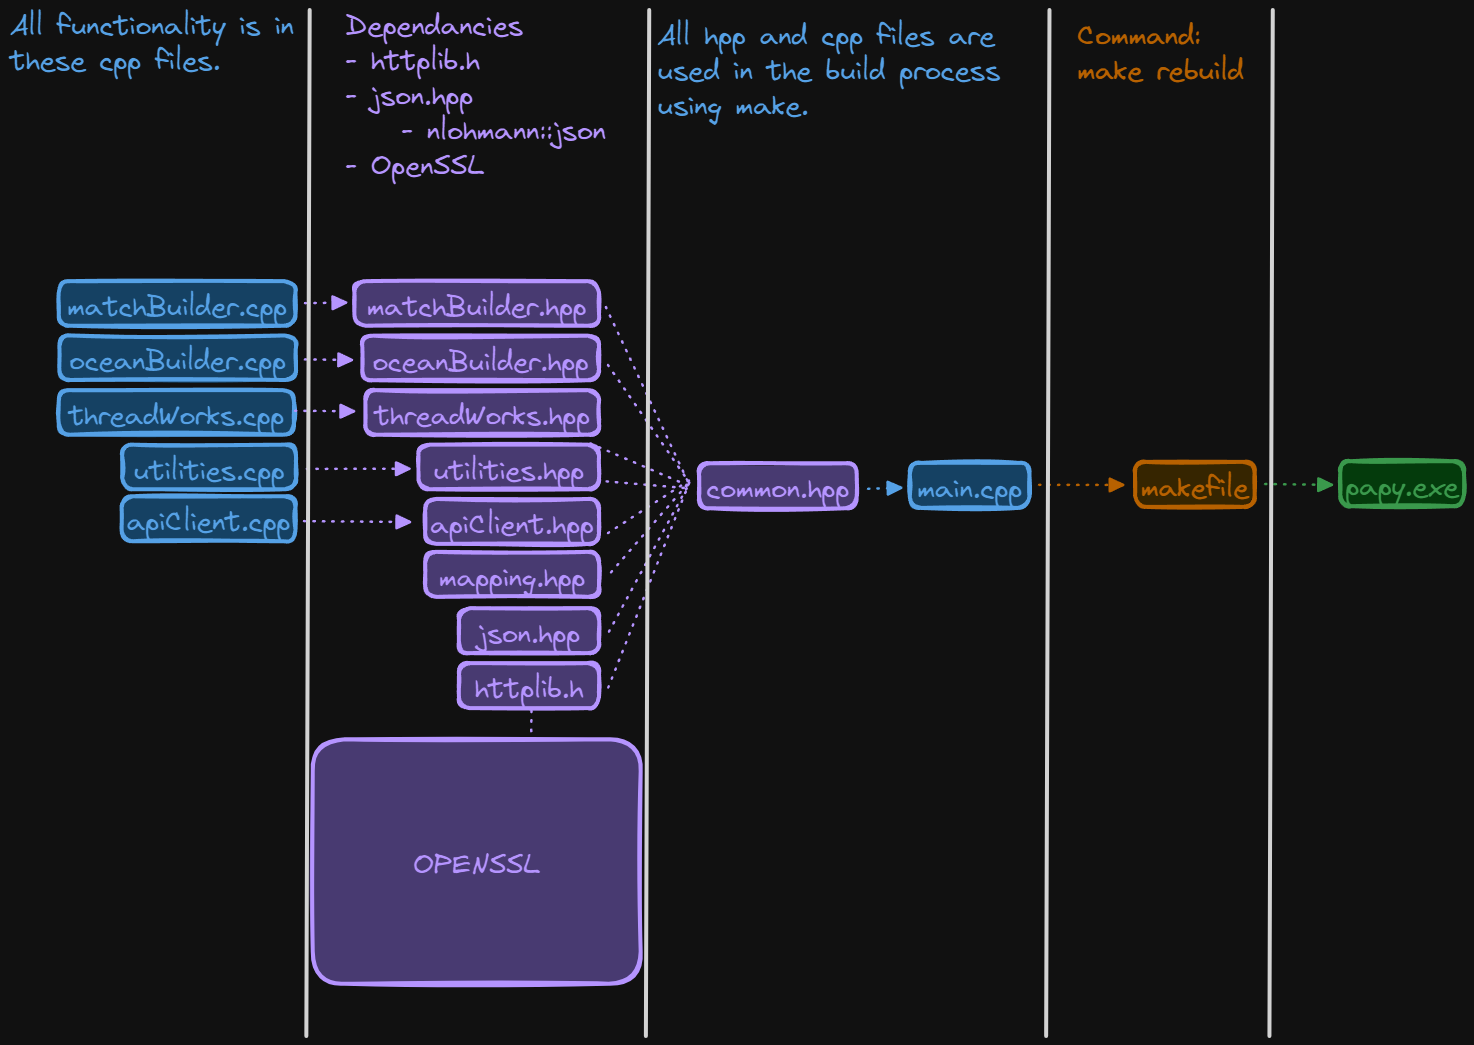 All functionality is in
these cpp files.
Dependancies
- httplib.h
- json.hpp
- nlohmann::json
- OpenSSL
All hpp and cpp files are
used in the build process
using make.
Command:
make rebuild
matchBuilder.cpp
oceanBuilder.cpp
threadWorks.cpp
utilities.cpp
apiClient.cpp
matchBuilder.hpp
oceanBuilder.hpp
threadWorks.hpp
utilities.hpp
apiClient.hpp
mapping.hpp
json.hpp
httplib.h
OPENSSL
common.hpp
main.cpp
makefile
papy.exe